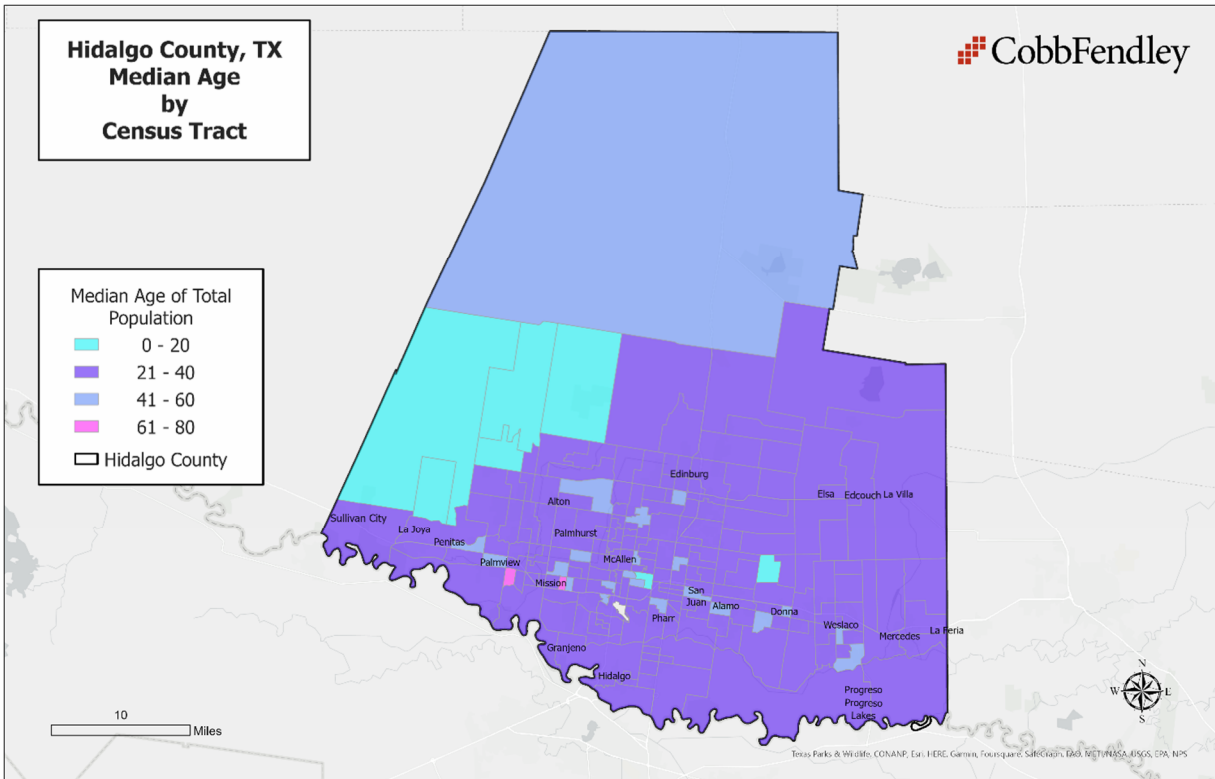 Hidalgo County, TX
Median Age
by
Census Tract
CobbFendley
Median Age of Total
Population
0 - 20
21 - 40
41 - 60
61 - 80
Hidalgo County
Edinburg
Elsa
Edcouch
La Villa
Alton
Sullivan City
La Joya
Palmhurst
Penitas
McAllen
Palmview
Mission
San
Juan
Alamo
Donna
Pharr
Weslaco
Mercedes
La Feria
Granjeno
Hidalgo
Progreso
Progreso
Lakes
N
W
E
S
10
Miles
Texas Parks & Wildlife, CONANP, Esri, HERE, Garmin, Foursquare, SafeGraph, FAO, METI/NASA, USGS, EPA, NPS